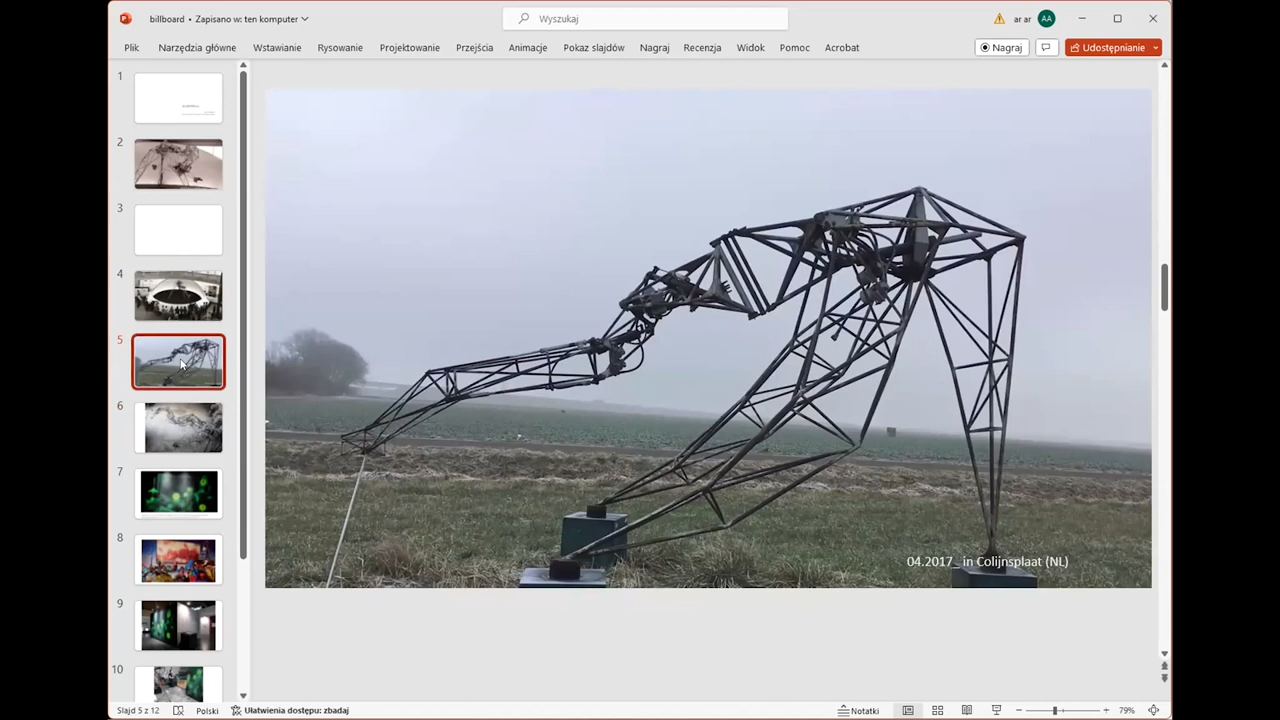 billboard • Zapisano w: ten komputer
Wyszukaj
ar ar
AA
Plik
Narzędzia główne
Wstawianie
Rysowanie
Projektowanie
Przejścia
Animacje
Pokaz slajdów
Nagraj
Recenzja
Widok
Pomoc
Acrobat
Nagraj
Udostępnianie
1
2
3
4
5
6
7
8
9
10
04.2017_ in Colijnsplaat (NL)
Slajd 5 z 12
Polski
Ułatwienia dostępu: zbadaj
Notatki
79%